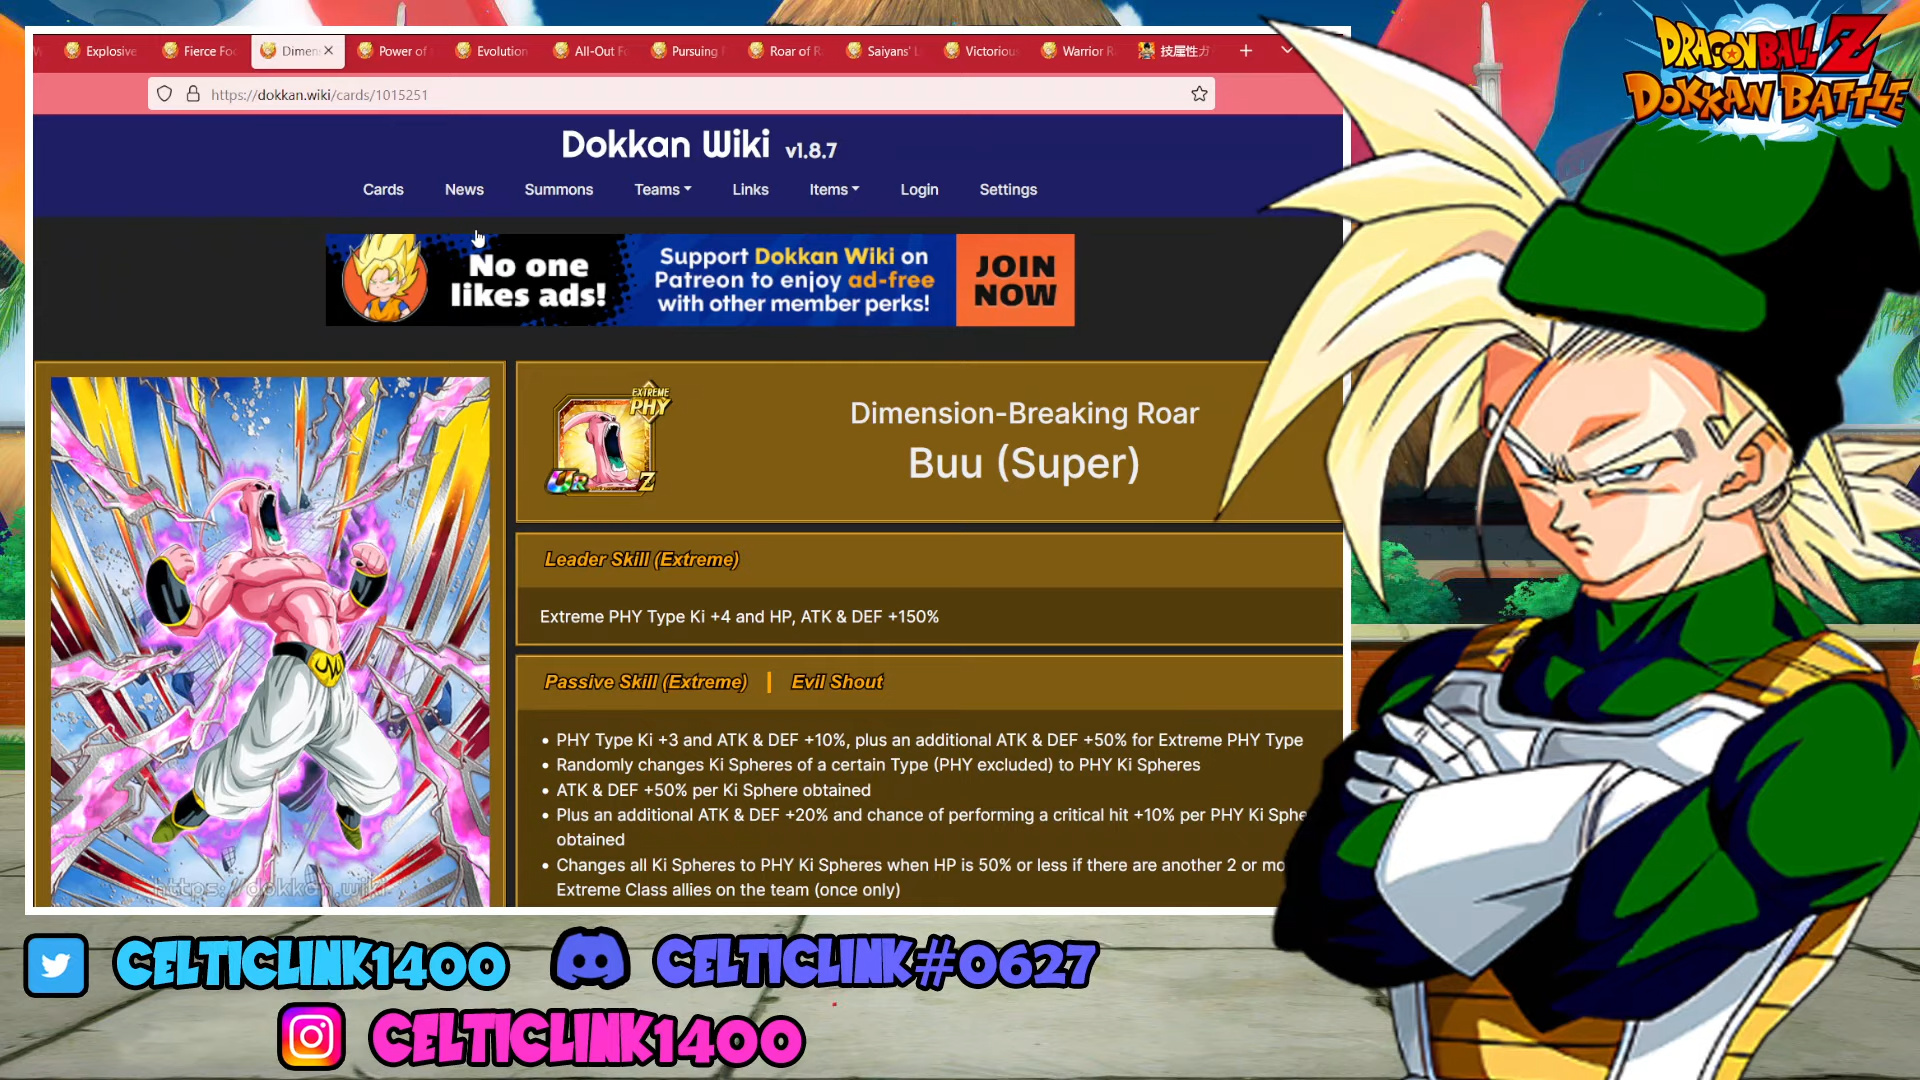 Explosive
Fierce Fo
Dimen
Power of
Evolution
All-Out F
Pursuing
Roar of R
Saiyans' L
Victorious
Warrior R
技属性ガ
https://dokkan.wiki/cards/1015251
Dokkan Wiki v1.8.7
Cards News Summons Teams Links Items Login Settings
No one likes ads!
Support Dokkan Wiki on
Patreon to enjoy ad-free
with other member perks!
JOIN NOW
EXTREME
PHY
UR
Z
Dimension-Breaking Roar
Buu (Super)
Leader Skill (Extreme)
Extreme PHY Type Ki +4 and HP, ATK & DEF +150%
Passive Skill (Extreme) | Evil Shout
• PHY Type Ki +3 and ATK & DEF +10%, plus an additional ATK & DEF +50% for Extreme PHY Type
• Randomly changes Ki Spheres of a certain Type (PHY excluded) to PHY Ki Spheres
• ATK & DEF +50% per Ki Sphere obtained
• Plus an additional ATK & DEF +20% and chance of performing a critical hit +10% per PHY Ki Sphe
obtained
• Changes all Ki Spheres to PHY Ki Spheres when HP is 50% or less if there are another 2 or mo
Extreme Class allies on the team (once only)
https://dokkan.wiki
DRAGON BALL Z
DOKKAN BATTLE
CELTICLINK1400
CELTICLINK#0627
CELTICLINK1400